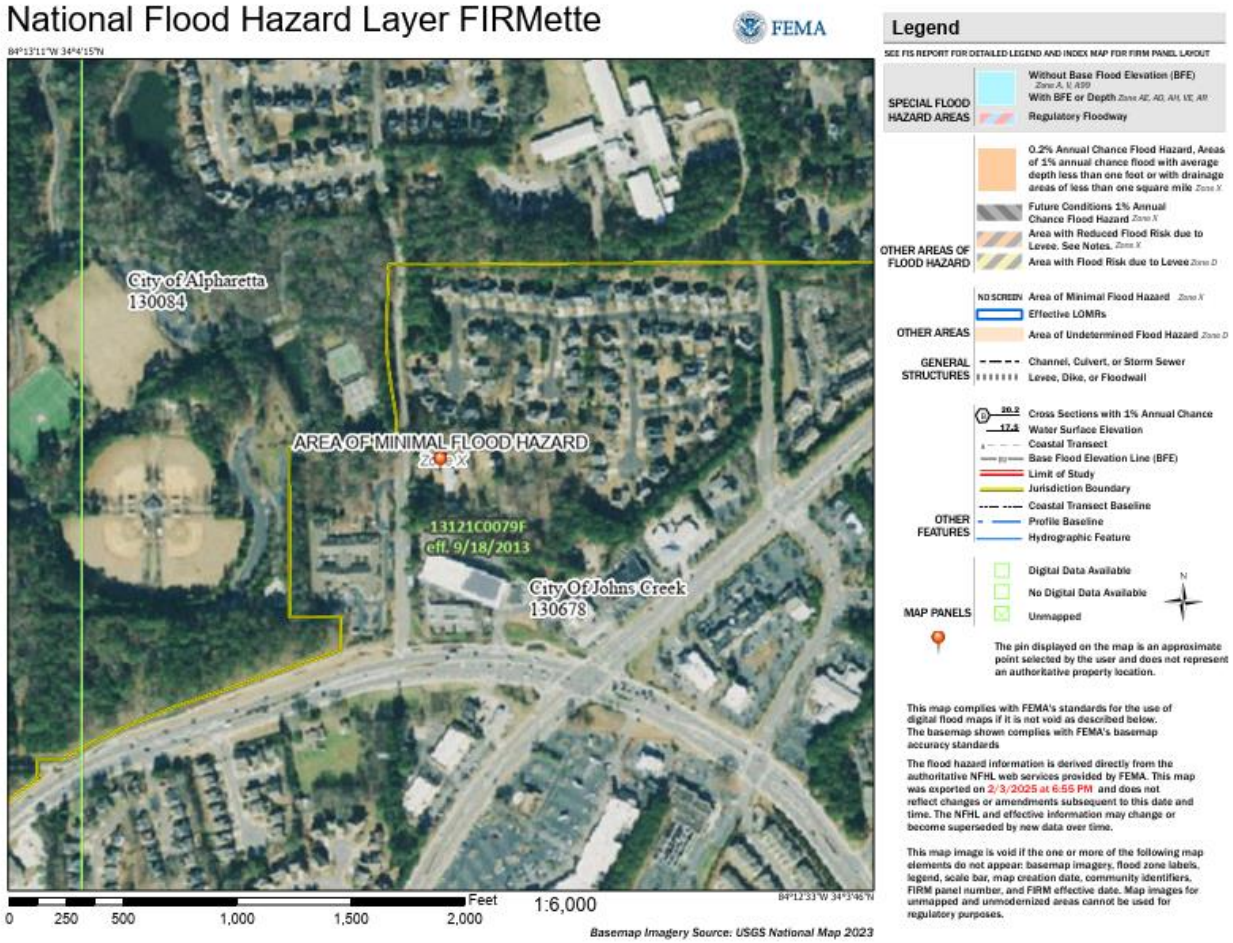 National Flood Hazard Layer FIRMette
FEMA
84°13'11"W 34°4'15"N
City of Alpharetta
130084
AREA OF MINIMAL FLOOD HAZARD
Zone X
13121C0079F
eff. 9/18/2013
City Of Johns Creek
130678
84°12'33"W 34°3'46"N
0 250 500 1,000 1,500 2,000
Feet
1:6,000
Basemap Imagery Source: USGS National Map 2023
Legend
SEE FIS REPORT FOR DETAILED LEGEND AND INDEX MAP FOR FIRM PANEL LAYOUT
SPECIAL FLOOD
HAZARD AREAS
Without Base Flood Elevation (BFE)
Zone A, V, A99
With BFE or Depth Zone AE, AO, AH, VE, AR
Regulatory Floodway
OTHER AREAS OF
FLOOD HAZARD
0.2% Annual Chance Flood Hazard, Areas
of 1% annual chance flood with average
depth less than one foot or with drainage
areas of less than one square mile Zone X
Future Conditions 1% Annual
Chance Flood Hazard Zone X
Area with Reduced Flood Risk due to
Levee. See Notes. Zone X
Area with Flood Risk due to Levee Zone D
OTHER AREAS
NO SCREEN Area of Minimal Flood Hazard Zone X
Effective LOMRs
Area of Undetermined Flood Hazard Zone D
GENERAL
STRUCTURES
Channel, Culvert, or Storm Sewer
Levee, Dike, or Floodwall
OTHER
FEATURES
B 20.2 Cross Sections with 1% Annual Chance
17.5 Water Surface Elevation
Coastal Transect
Base Flood Elevation Line (BFE)
Limit of Study
Jurisdiction Boundary
Coastal Transect Baseline
Profile Baseline
Hydrographic Feature
MAP PANELS
Digital Data Available
No Digital Data Available
Unmapped
N
The pin displayed on the map is an approximate
point selected by the user and does not represent
an authoritative property location.
This map complies with FEMA's standards for the use of
digital flood maps if it is not void as described below.
The basemap shown complies with FEMA's basemap
accuracy standards
The flood hazard information is derived directly from the
authoritative NFHL web services provided by FEMA. This map
was exported on 2/3/2025 at 6:55 PM and does not
reflect changes or amendments subsequent to this date and
time. The NFHL and effective information may change or
become superseded by new data over time.
This map image is void if the one or more of the following map
elements do not appear: basemap imagery, flood zone labels,
legend, scale bar, map creation date, community identifiers,
FIRM panel number, and FIRM effective date. Map images for
unmapped and unmodernized areas cannot be used for
regulatory purposes.